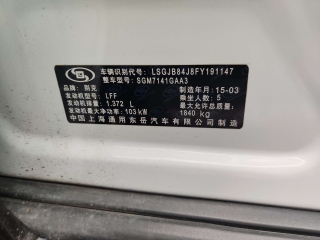 车辆识别代号: LSGJB84J8FY191147
整车型号: SGM7141GAA3
品牌: 别克 制造年月: 15-03
发动机型号: LFF 乘坐人数: 5
发动机排量: 1.372 L 最大允许总质量:
发动机最大净功率: 103 kW 1840 kg
中国上海通用东岳汽车有限公司制造